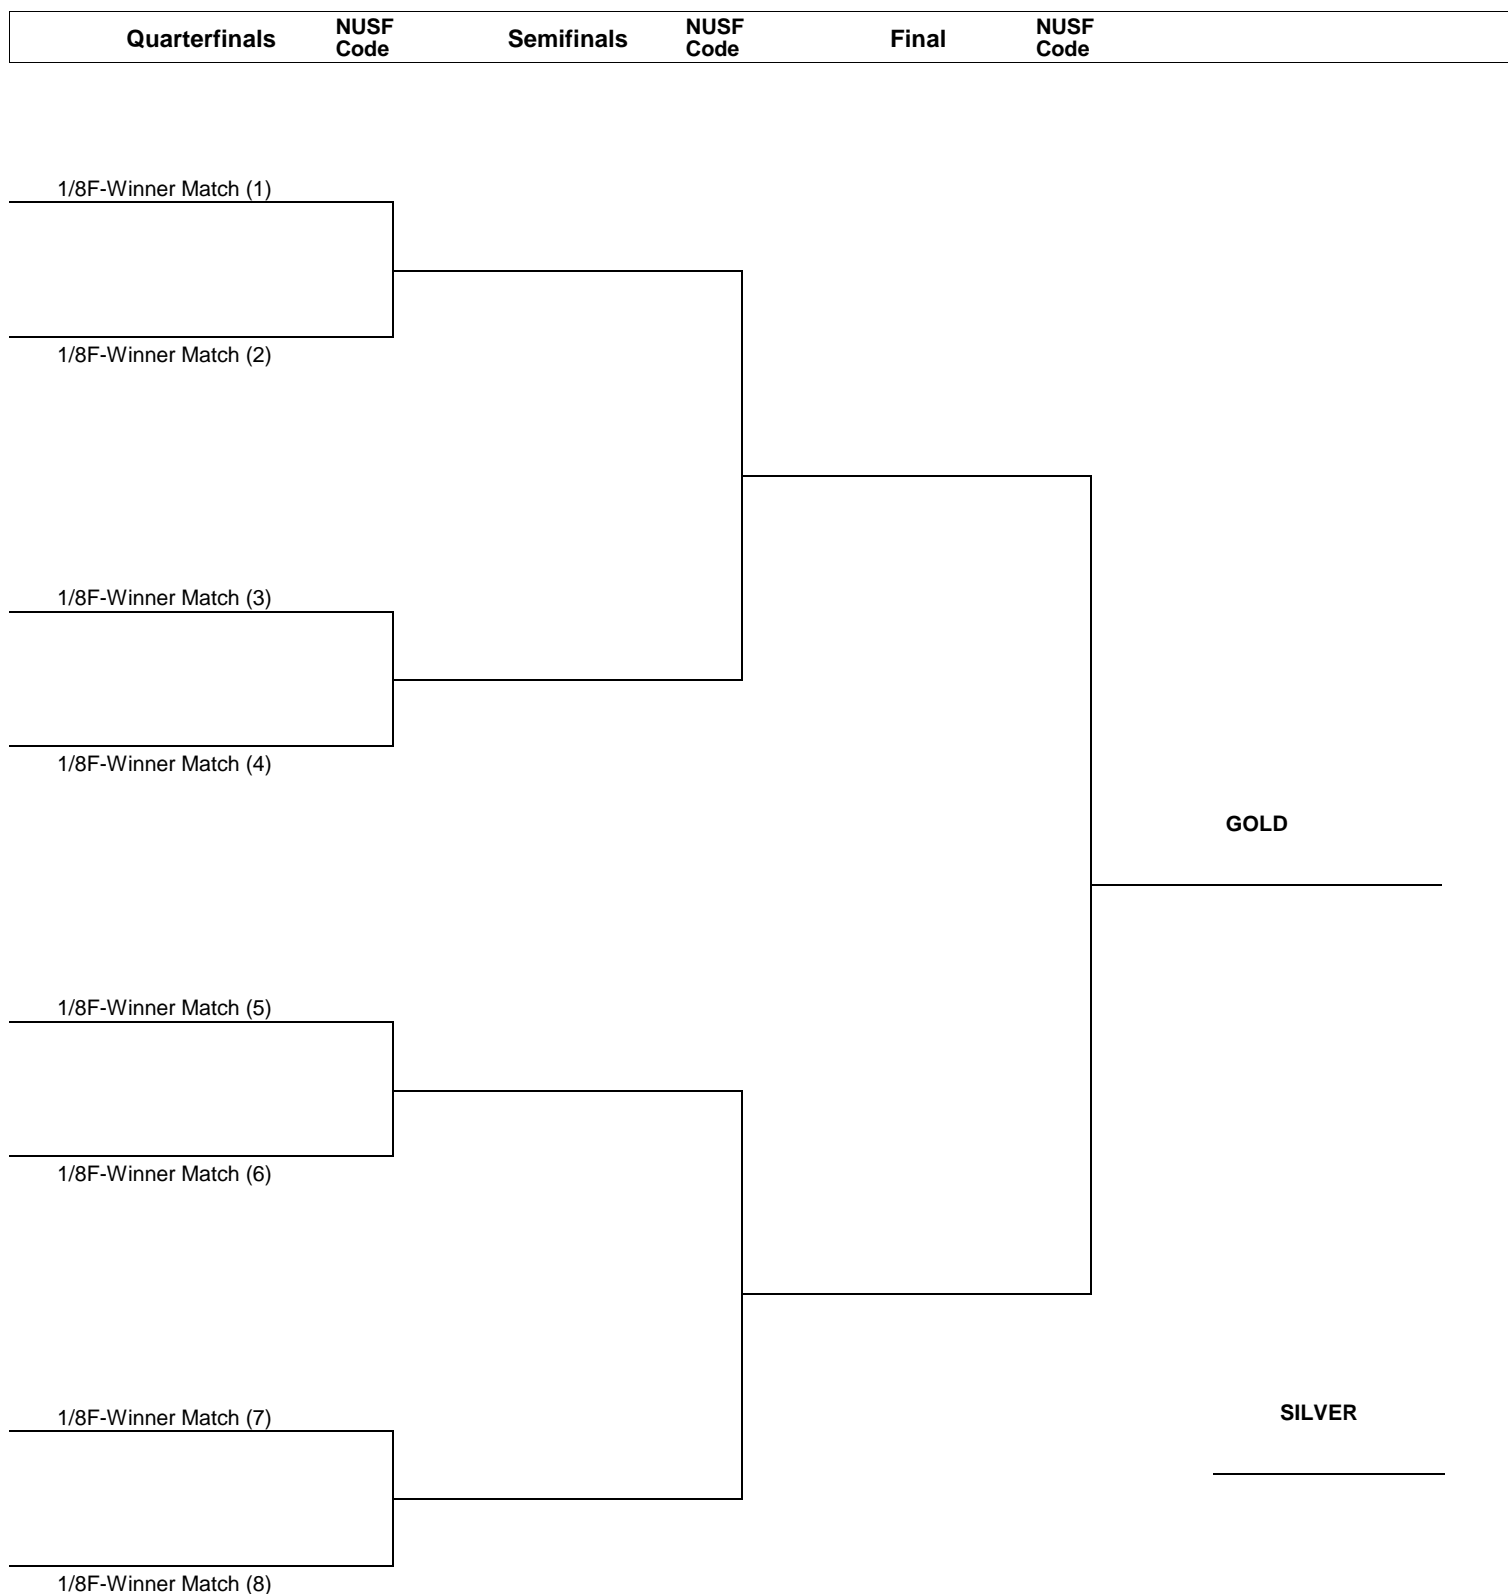 Quarterfinals NUSF Code Semifinals NUSF Code Final NUSF Code
1/8F-Winner Match (1)
1/8F-Winner Match (2)
1/8F-Winner Match (3)
1/8F-Winner Match (4)
GOLD
1/8F-Winner Match (5)
1/8F-Winner Match (6)
SILVER
1/8F-Winner Match (7)
1/8F-Winner Match (8)